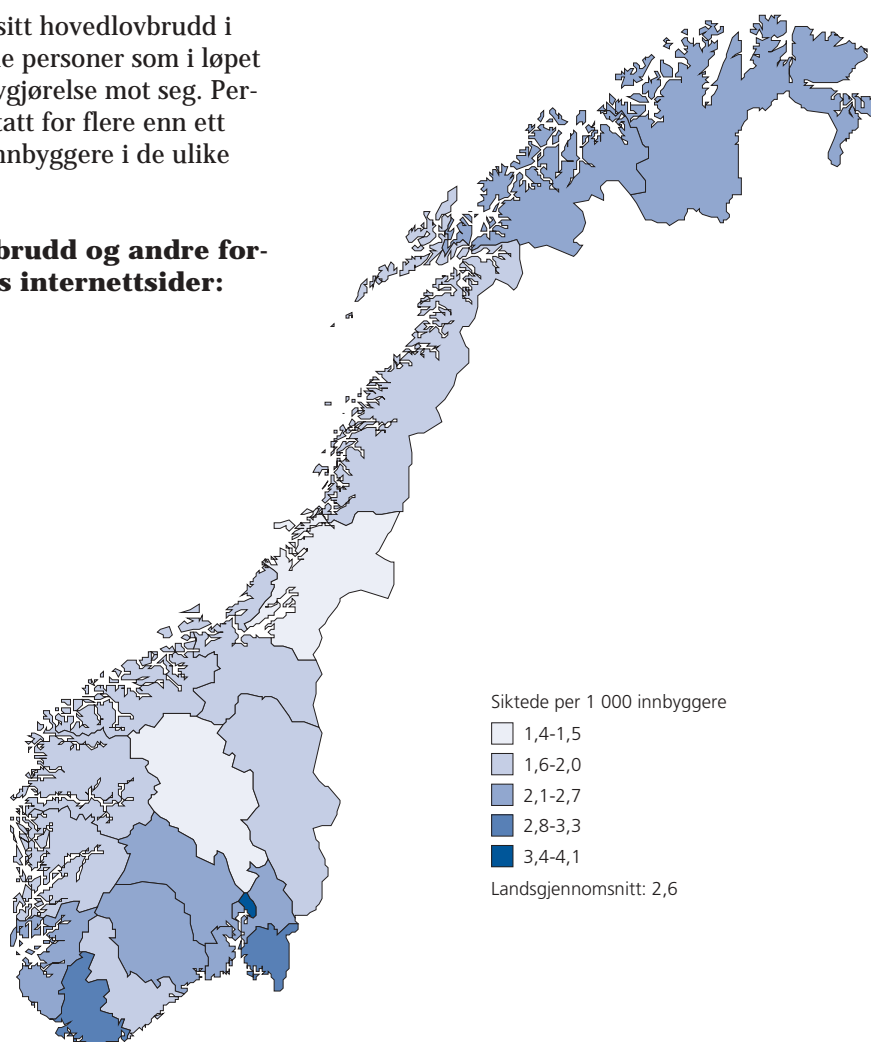 sitt hovedlovbrudd i
personer som i løpet
gjørelse mot seg. Per-
tatt for flere enn ett
innbyggere i de ulike
brudd og andre for-
internettsider:
Siktede per 1 000 innbyggere
1,4-1,5
1,6-2,0
2,1-2,7
2,8-3,3
3,4-4,1
Landsgjennomsnitt: 2,6